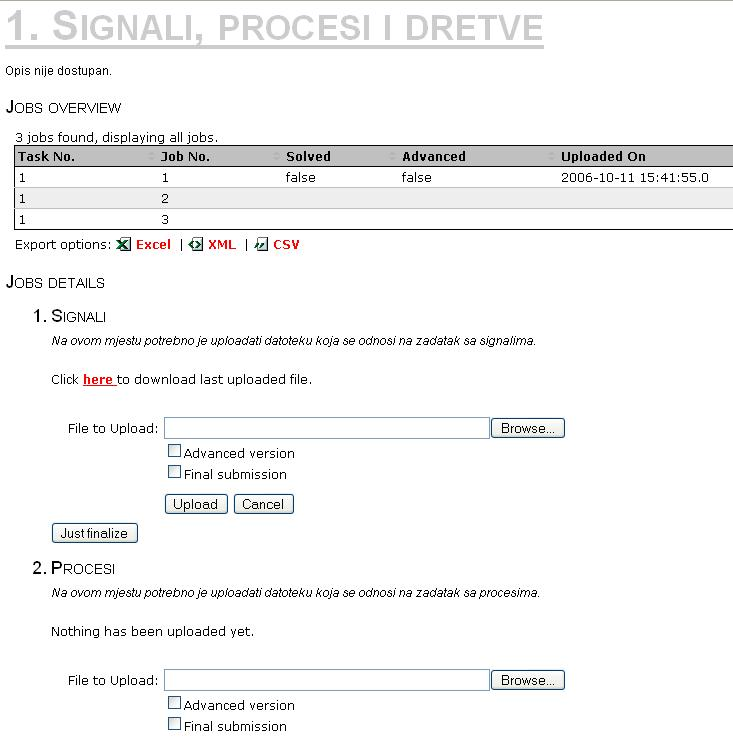 1. Signali, procesi i dretve
Opis nije dostupan.
Jobs overview
3 jobs found, displaying all jobs.
Task No. Job No. Solved Advanced Uploaded On
1 1 false false 2006-10-11 15:41:55.0
1 2
1 3
Export options: Excel | XML | CSV
Jobs details
1. Signali
Na ovom mjestu potrebno je uploadati datoteku koja se odnosi na zadatak sa signalima.
Click here to download last uploaded file.
File to Upload: Browse...
Advanced version
Final submission
Upload Cancel
Just finalize
2. Procesi
Na ovom mjestu potrebno je uploadati datoteku koja se odnosi na zadatak sa procesima.
Nothing has been uploaded yet.
File to Upload: Browse...
Advanced version
Final submission